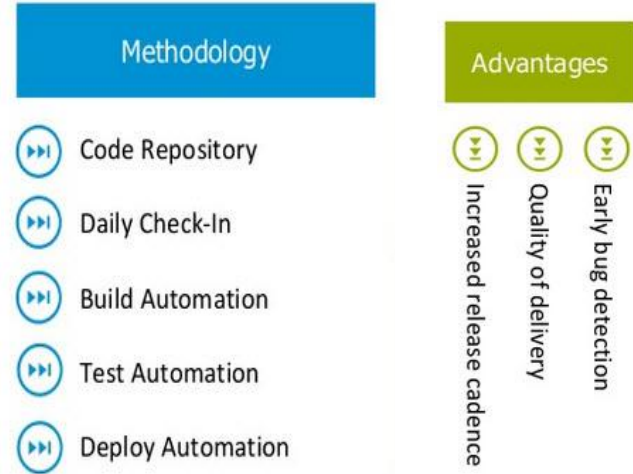 Methodology
Code Repository
Daily Check-In
Build Automation
Test Automation
Deploy Automation
Advantages
Increased release cadence
Quality of delivery
Early bug detection